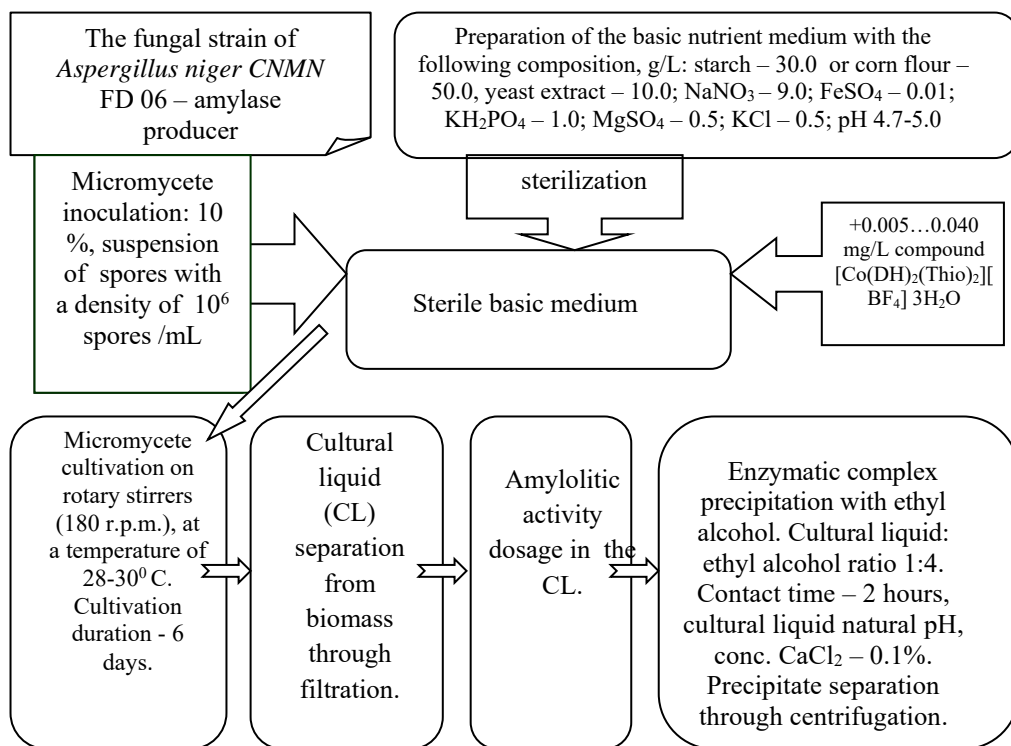 The fungal strain of
Aspergillus niger CNMN
FD 06 – amylase
producer
Preparation of the basic nutrient medium with the
following composition, g/L: starch – 30.0 or corn flour –
50.0, yeast extract – 10.0; NaNO₃ – 9.0; FeSO₄ – 0.01;
KH₂PO₄ – 1.0; MgSO₄ – 0.5; KCl – 0.5; pH 4.7-5.0
Micromycete
inoculation: 10
%, suspension
of spores with
a density of 10⁶
spores /mL
sterilization
Sterile basic medium
+0.005…0.040
mg/L compound
[Co(DH)₂(Thio)₂][
BF₄] 3H₂O
Micromycete
cultivation on
rotary stirrers
(180 r.p.m.), at
a temperature of
28-30⁰ C.
Cultivation
duration - 6
days.
Cultural
liquid
(CL)
separation
from
biomass
through
filtration.
Amylolitic
activity
dosage in the
CL.
Enzymatic complex
precipitation with ethyl
alcohol. Cultural liquid:
ethyl alcohol ratio 1:4.
Contact time – 2 hours,
cultural liquid natural pH,
conc. CaCl₂ – 0.1%.
Precipitate separation
through centrifugation.